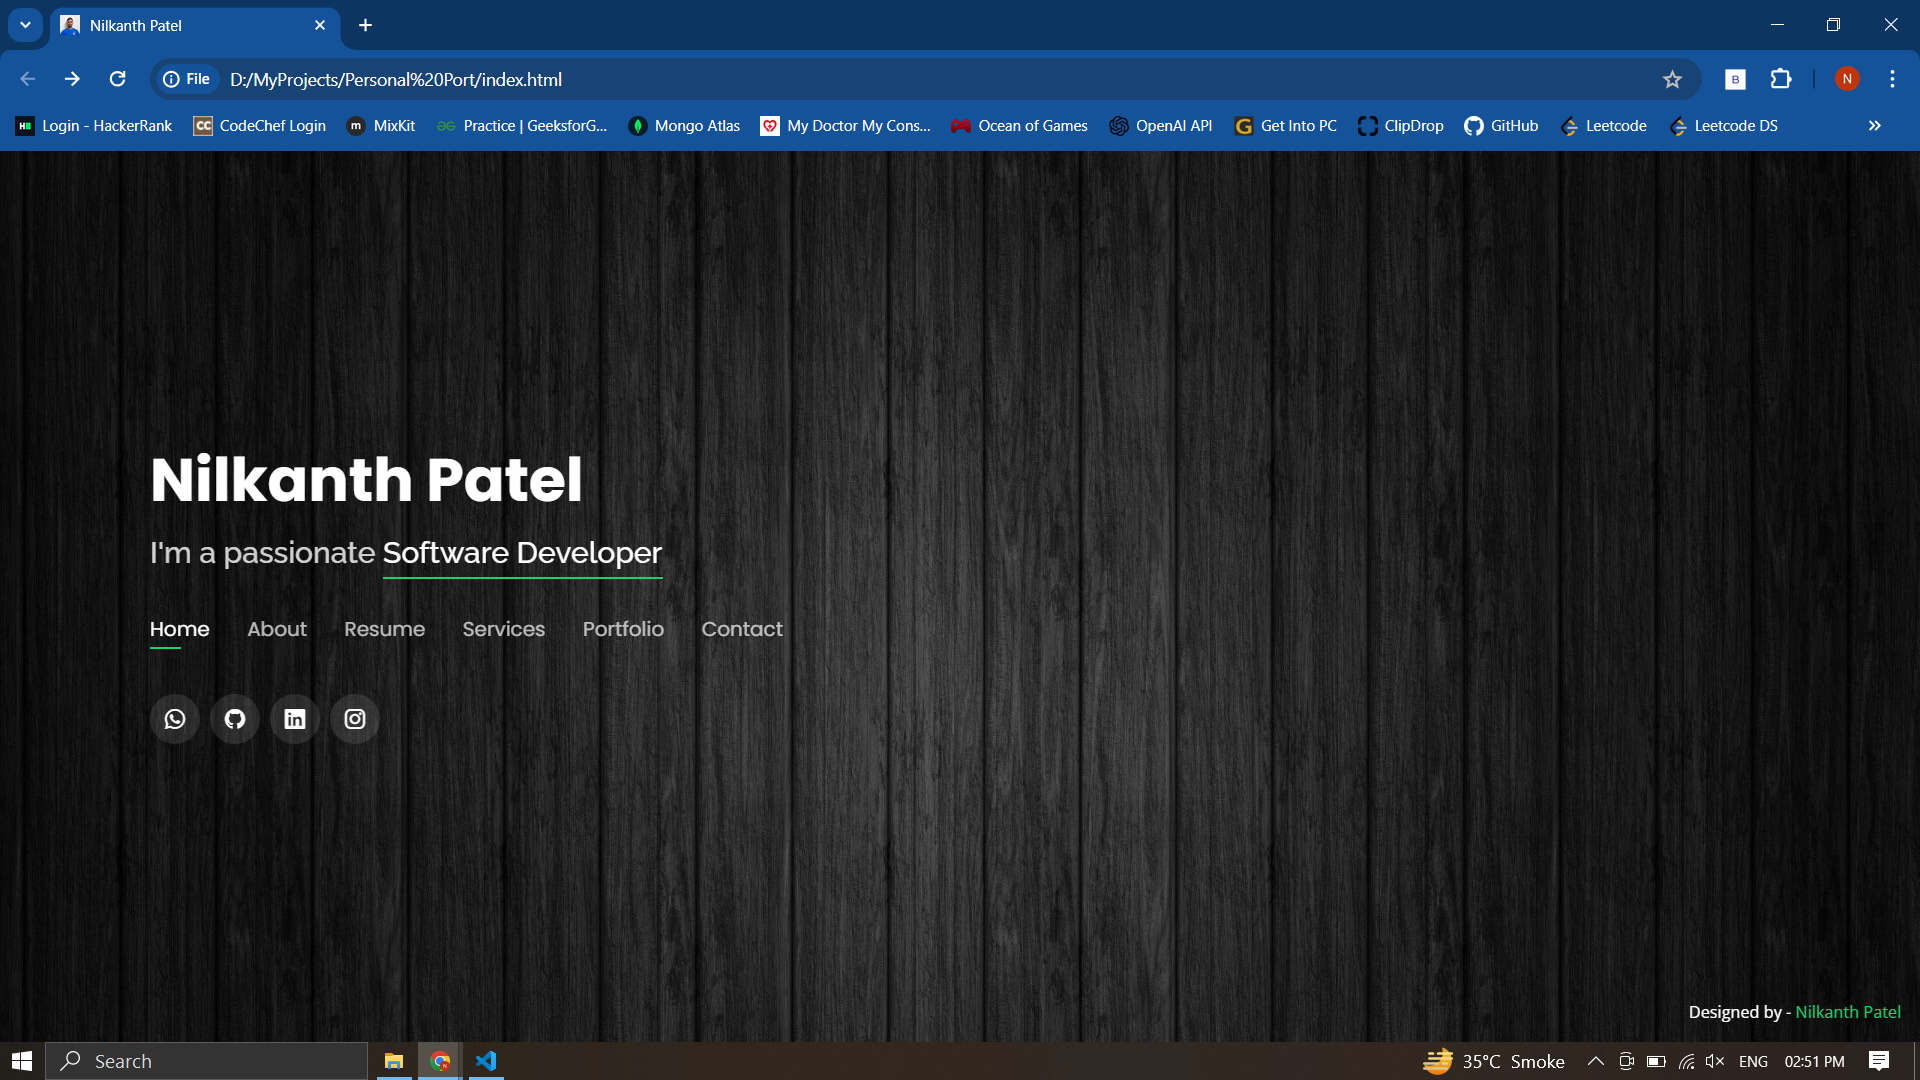 Nilkanth Patel
File D:/MyProjects/Personal%20Port/index.html N
Login - HackerRank CodeChef Login MixKit Practice | GeeksforG... Mongo Atlas My Doctor My Cons... Ocean of Games OpenAI API Get Into PC ClipDrop GitHub Leetcode Leetcode DS
Nilkanth Patel
I'm a passionate Software Developer
Home About Resume Services Portfolio Contact
Designed by - Nilkanth Patel
Search 35°C Smoke ENG 02:51 PM